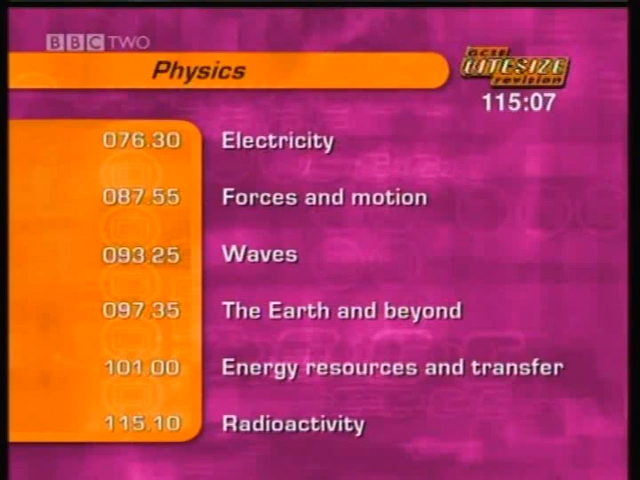 BBC TWO
Physics
GCSE
BITESIZE
revision
115:07
076.30 Electricity
087.55 Forces and motion
093.25 Waves
097.35 The Earth and beyond
101.00 Energy resources and transfer
115.10 Radioactivity